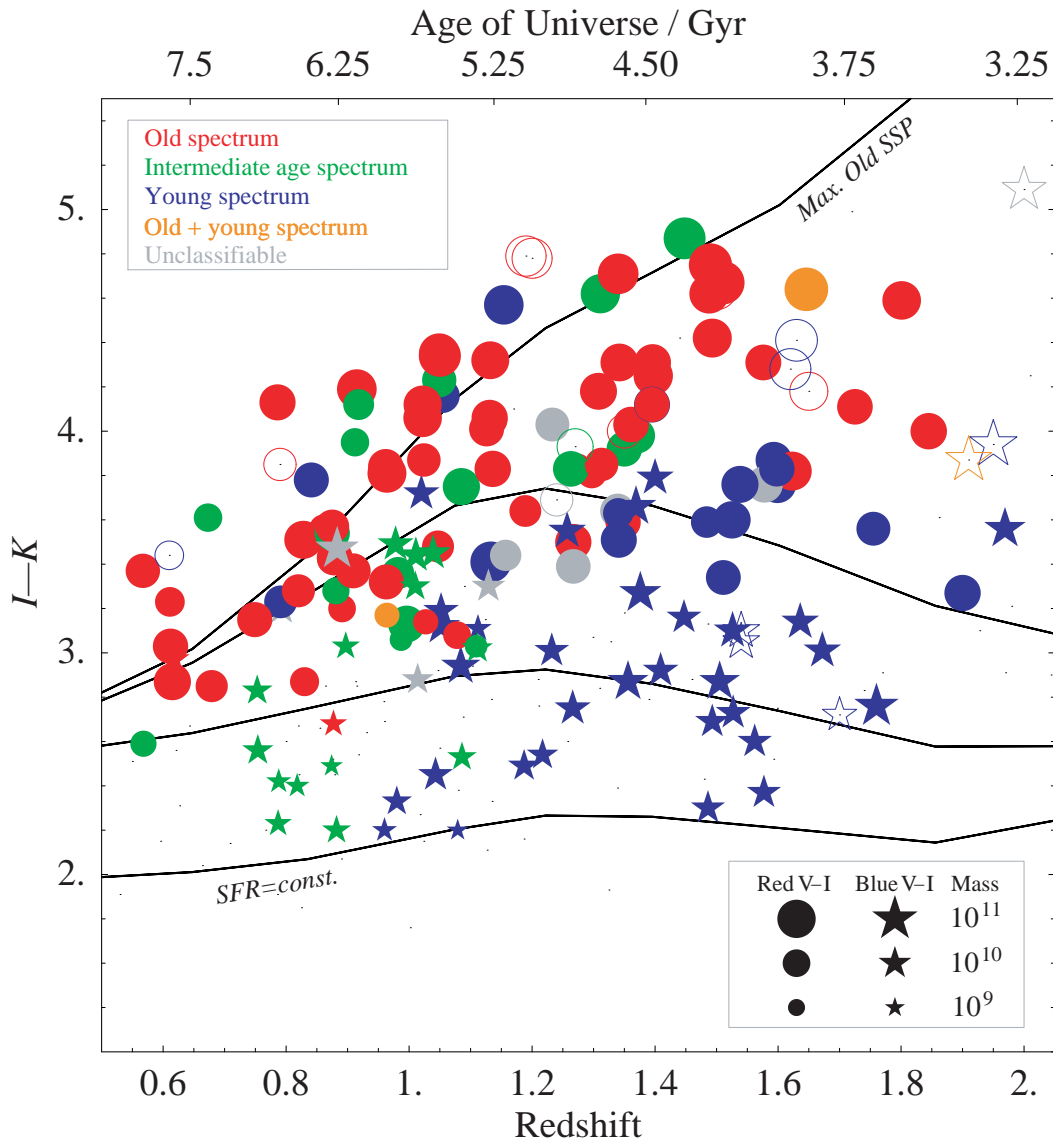 Age of Universe / Gyr
7.5 6.25 5.25 4.50 3.75 3.25
Old spectrum
Intermediate age spectrum
Young spectrum
Old + young spectrum
Unclassifiable
Max. Old SSP
5.
4.
3.
2.
I—K
SFR=const.
Red V–I Blue V–I Mass
10^11
10^10
10^9
0.6 0.8 1. 1.2 1.4 1.6 1.8 2.
Redshift